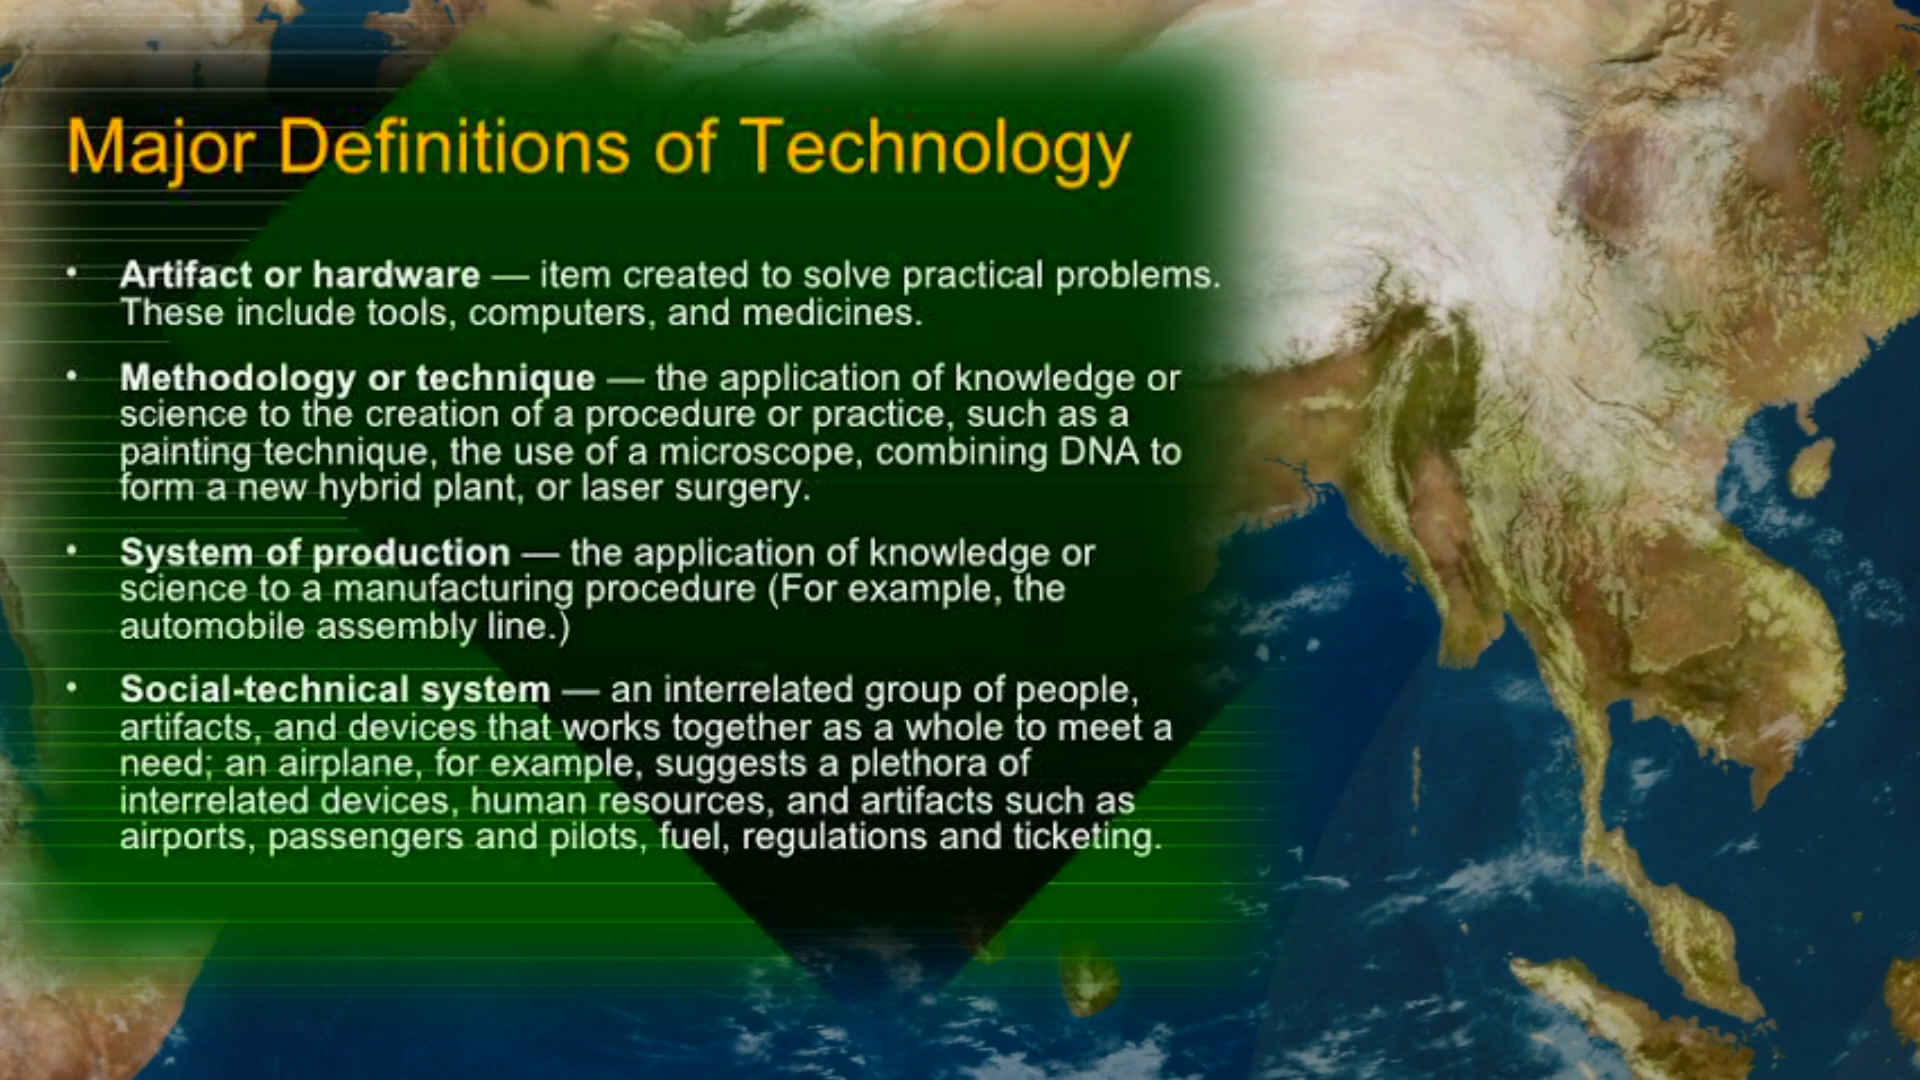 Major Definitions of Technology
• Artifact or hardware — item created to solve practical problems.
These include tools, computers, and medicines.
• Methodology or technique — the application of knowledge or
science to the creation of a procedure or practice, such as a
painting technique, the use of a microscope, combining DNA to
form a new hybrid plant, or laser surgery.
• System of production — the application of knowledge or
science to a manufacturing procedure (For example, the
automobile assembly line.)
• Social-technical system — an interrelated group of people,
artifacts, and devices that works together as a whole to meet a
need; an airplane, for example, suggests a plethora of
interrelated devices, human resources, and artifacts such as
airports, passengers and pilots, fuel, regulations and ticketing.